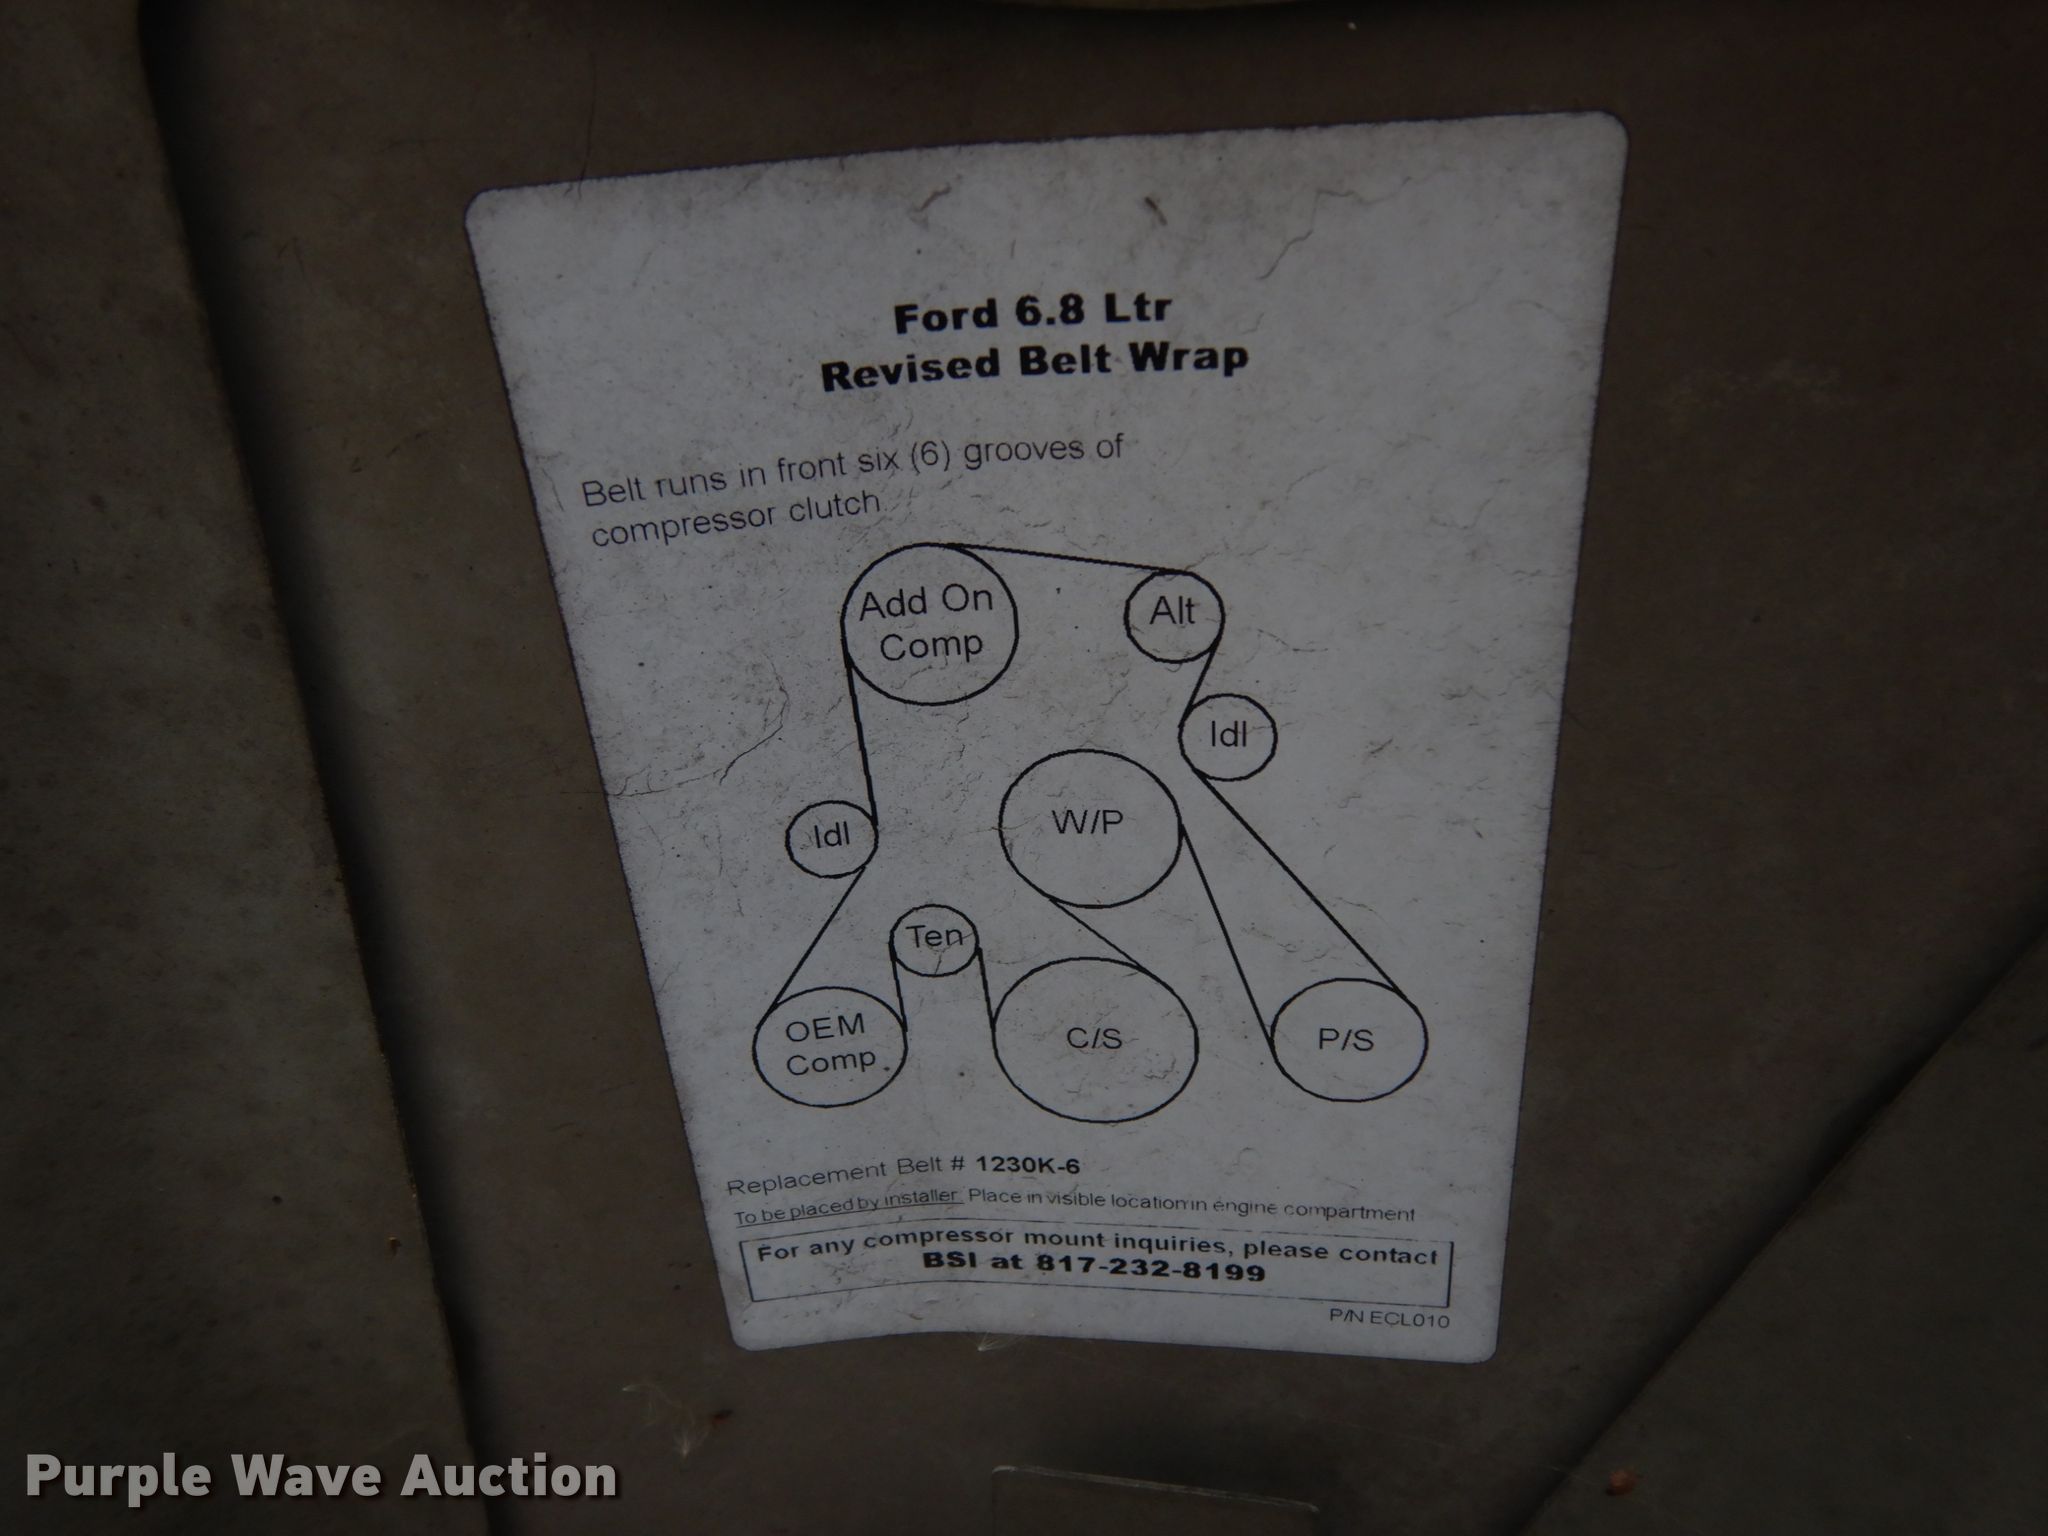 Ford 6.8 Ltr
Revised Belt Wrap
Belt runs in front six (6) grooves of
compressor clutch.
Add On
Comp
Alt
Idl
W/P
Idl
Ten
OEM
Comp
C/S
P/S
Replacement Belt # 1230K-6
To be placed by installer. Place in visible location in engine compartment
For any compressor mount inquiries, please contact
BSI at 817-232-8199
P/N ECL010
Purple Wave Auction